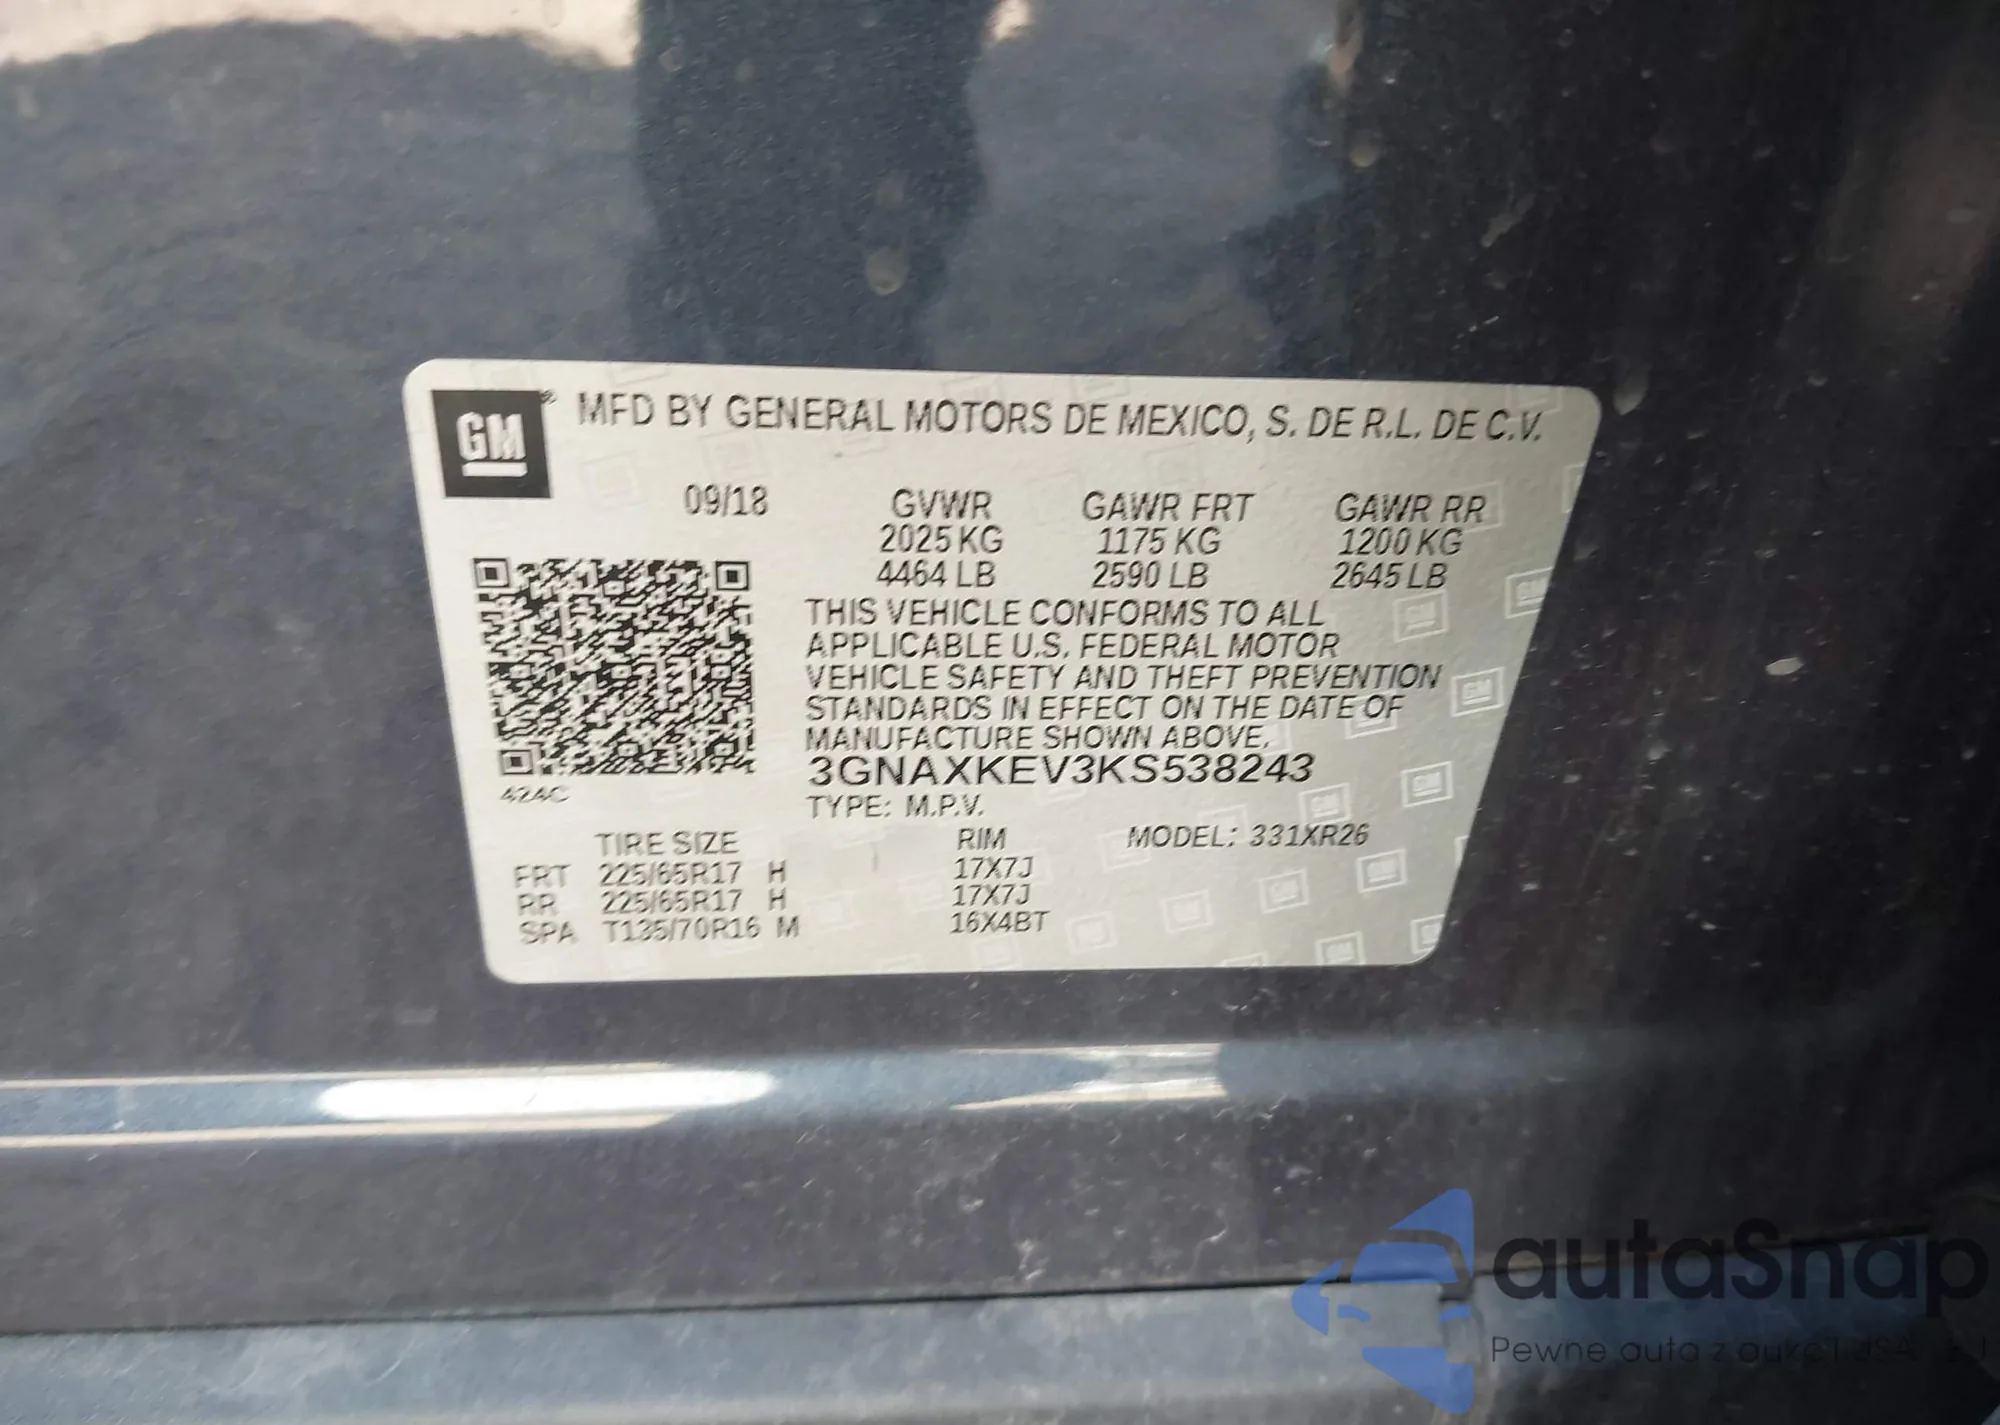 GM
MFD BY GENERAL MOTORS DE MEXICO, S. DE R.L. DE C.V.
09/18 GVWR GAWR FRT GAWR RR
2025 KG 1175 KG 1200 KG
4464 LB 2590 LB 2645 LB
THIS VEHICLE CONFORMS TO ALL
APPLICABLE U.S. FEDERAL MOTOR
VEHICLE SAFETY AND THEFT PREVENTION
STANDARDS IN EFFECT ON THE DATE OF
MANUFACTURE SHOWN ABOVE.
3GNAXKEV3KS538243
424C
TYPE: M.P.V.
TIRE SIZE RIM MODEL: 331XR26
FRT 225/65R17 H 17X7J
RR 225/65R17 H 17X7J
SPA T135/70R16 M 16X4BT
autaSnap
Pewne auta z